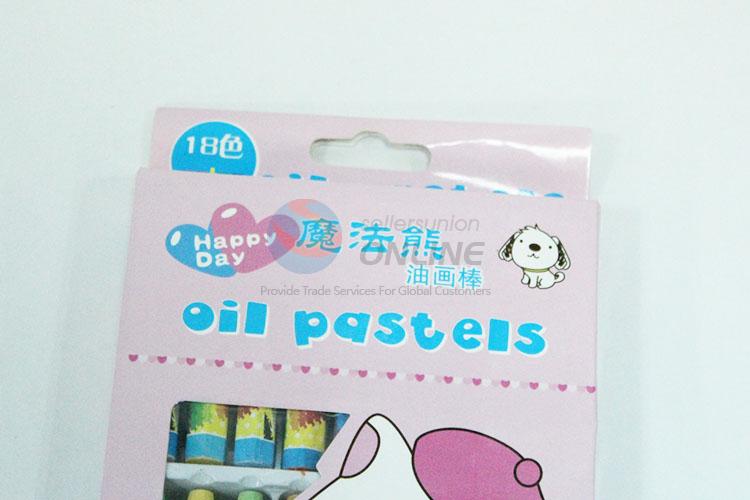 18色
Happy
Day
魔法熊
sellersunion
ONLINE
油画棒
Provide Trade Services For Global Customers
oil pastels